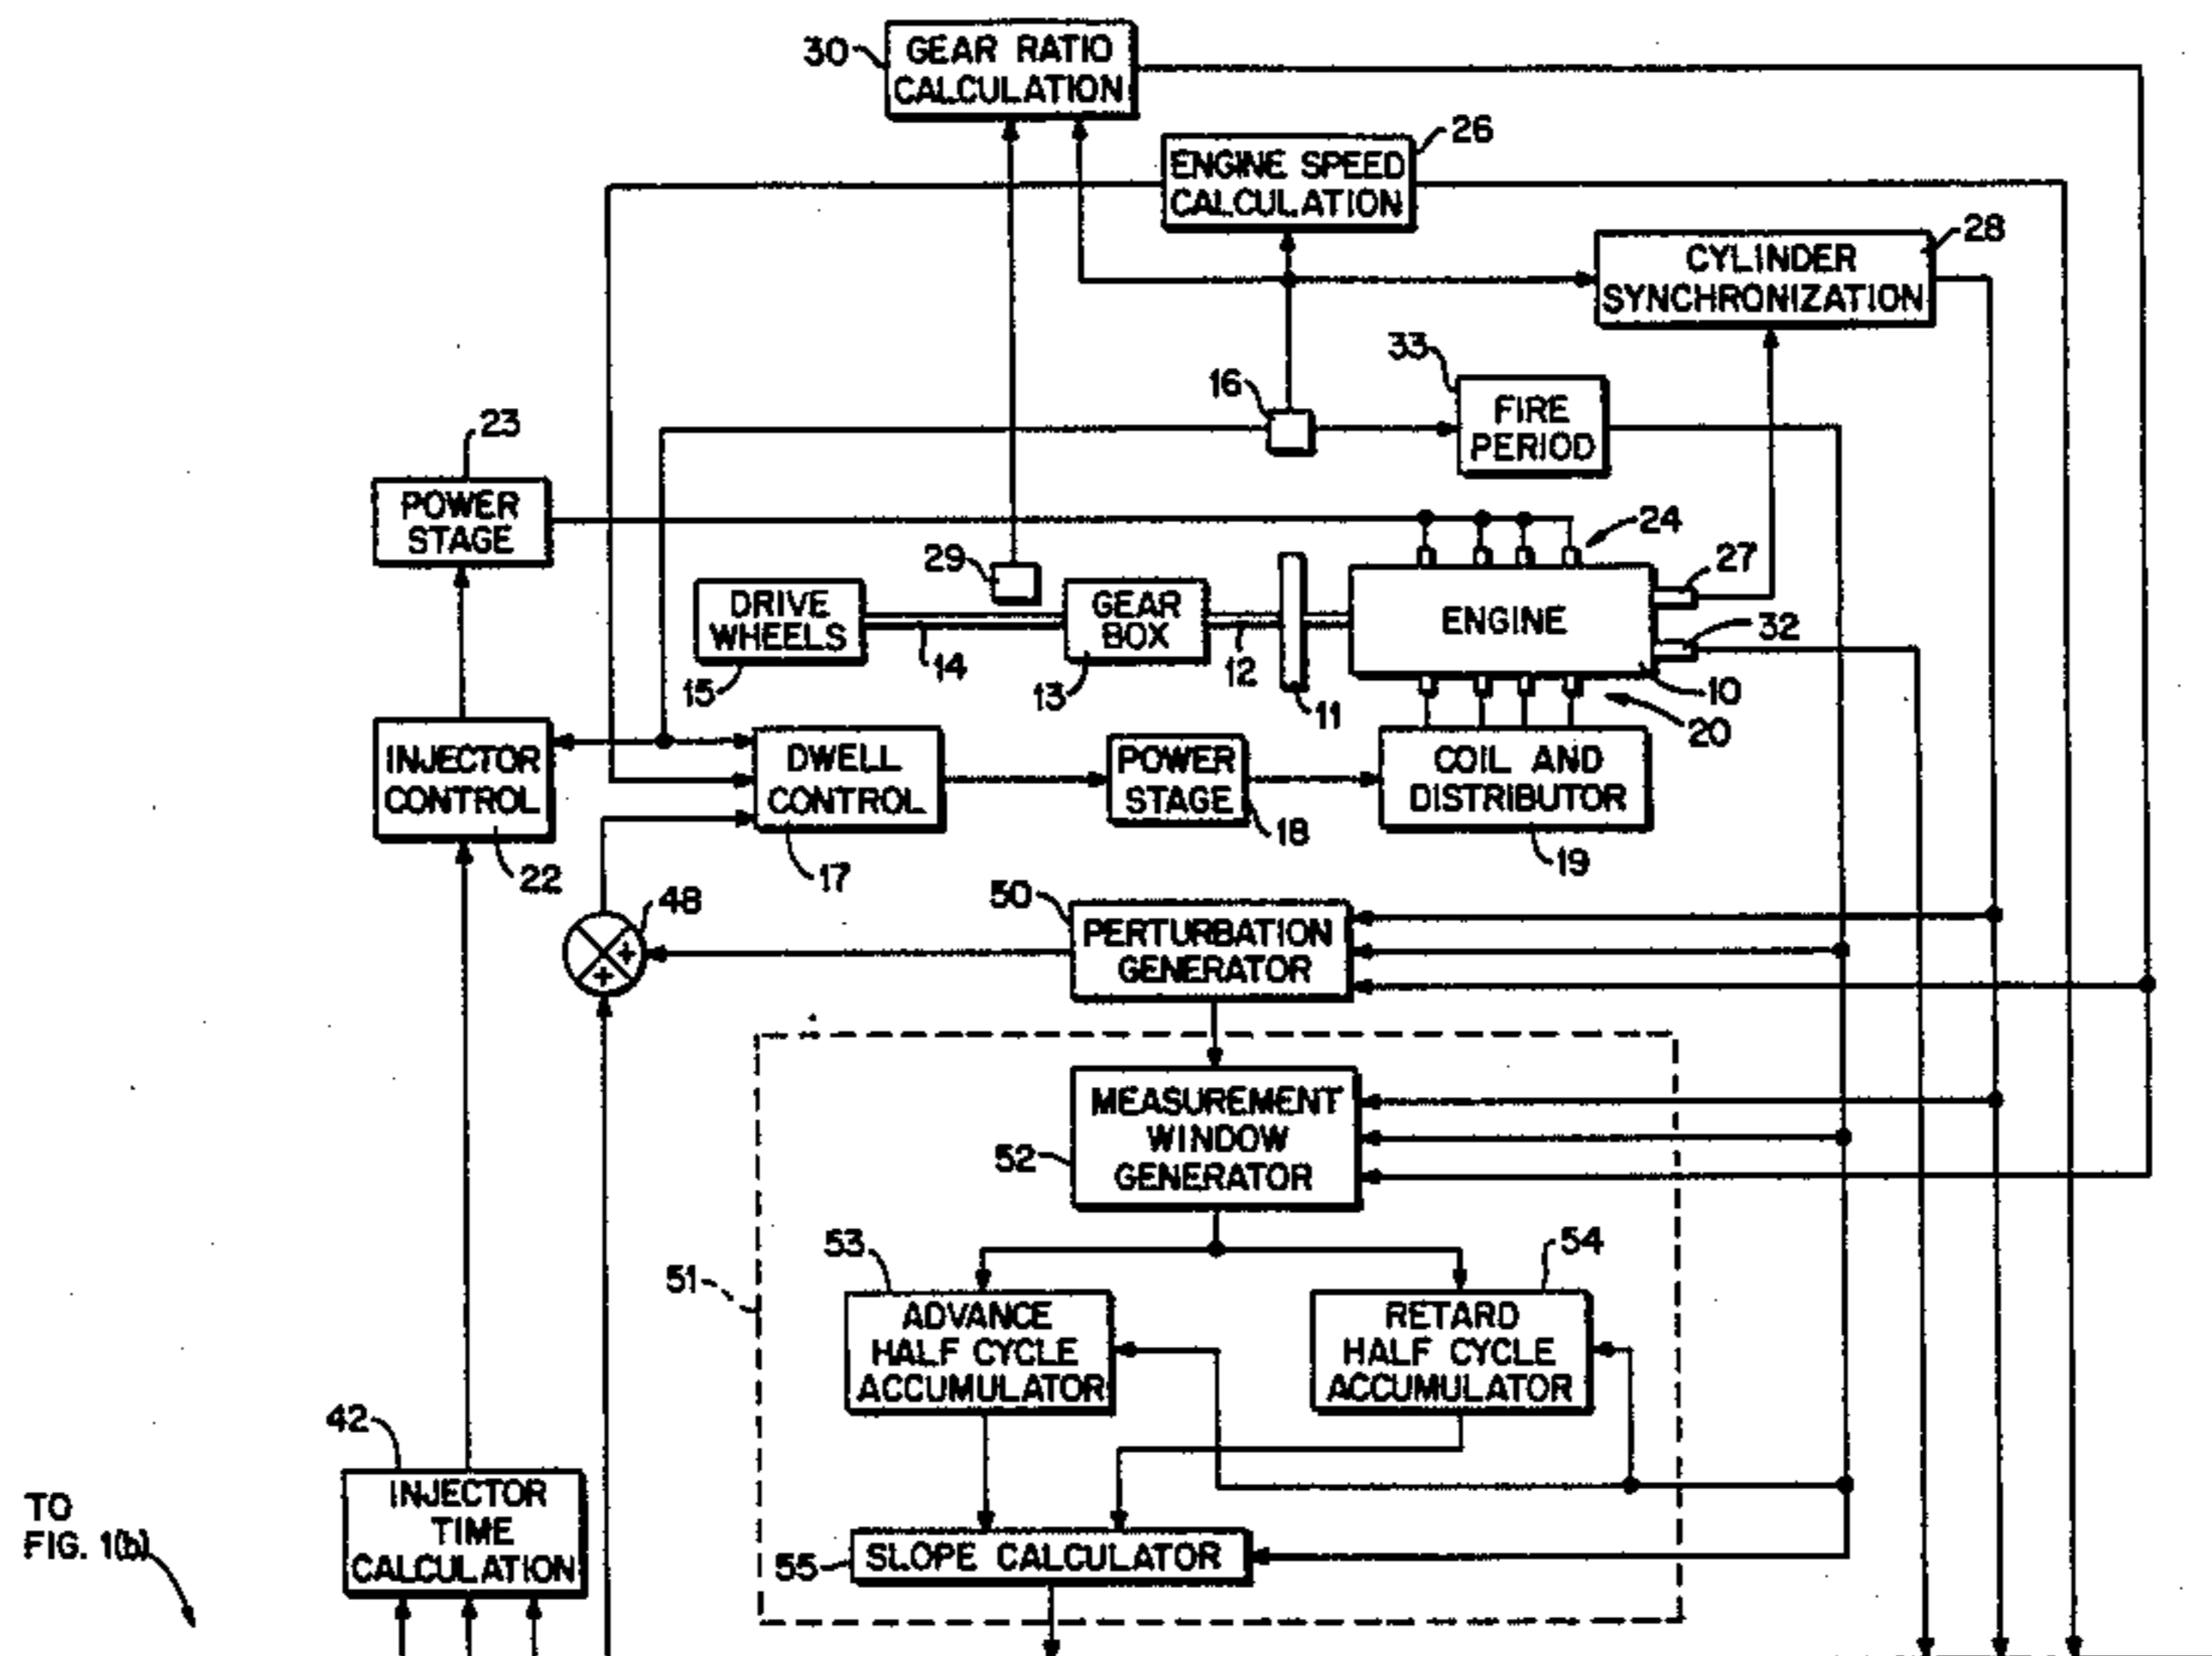 30
GEAR RATIO
CALCULATION
26
ENGINE SPEED
CALCULATION
28
CYLINDER
SYNCHRONIZATION
33
16
FIRE
PERIOD
23
POWER
STAGE
24
27
29
DRIVE
WHEELS
GEAR
BOX
ENGINE
32
15
14
13
12
11
10
20
INJECTOR
CONTROL
DWELL
CONTROL
POWER
STAGE
COIL AND
DISTRIBUTOR
22
17
18
19
48
+
+
50
PERTURBATION
GENERATOR
MEASUREMENT
WINDOW
GENERATOR
52
53
54
51
ADVANCE
HALF CYCLE
ACCUMULATOR
RETARD
HALF CYCLE
ACCUMULATOR
42
INJECTOR
TIME
CALCULATION
TO
FIG. 1(b)
55
SLOPE CALCULATOR